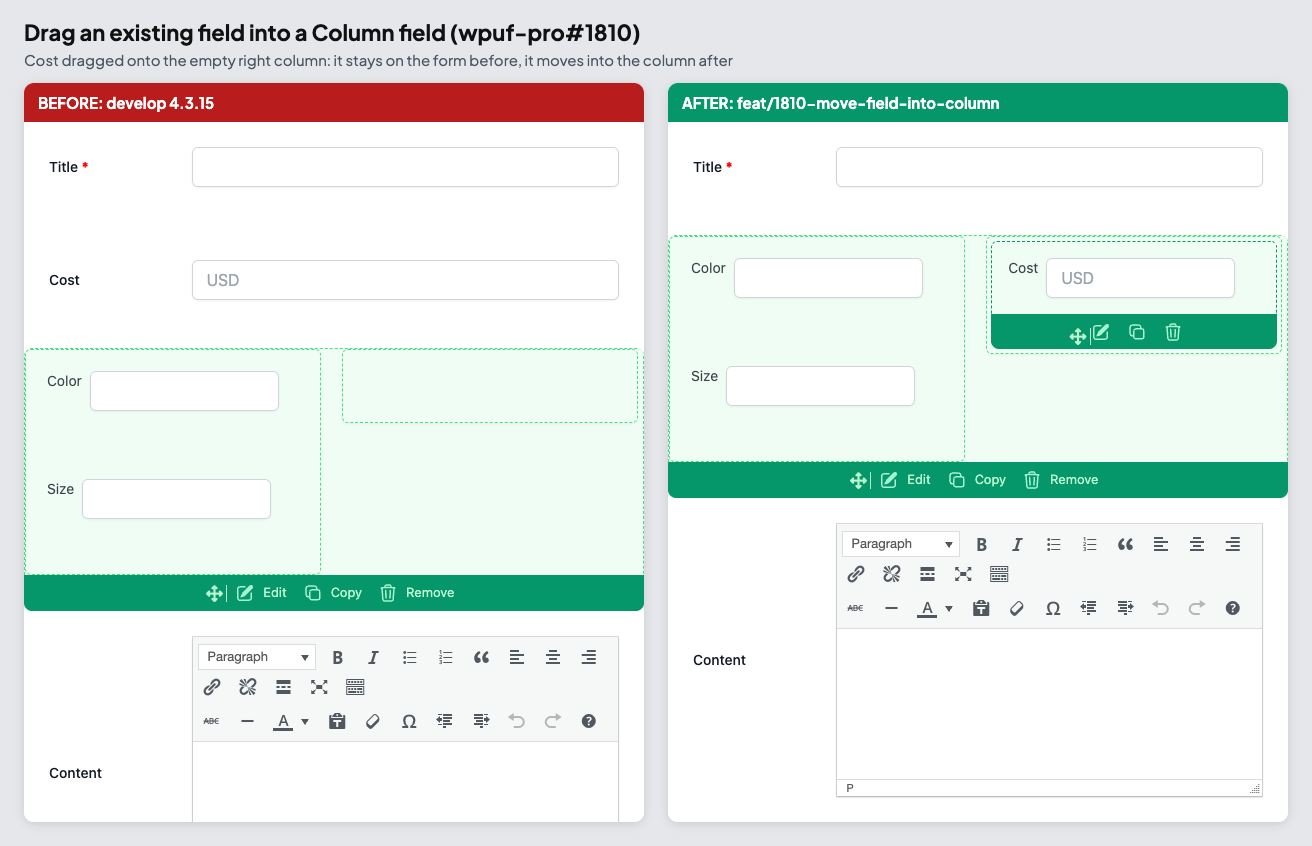 Drag an existing field into a Column field (wpuf-pro#1810)
Cost dragged onto the empty right column: it stays on the form before, it moves into the column after
BEFORE: develop 4.3.15
Title *
Cost
USD
Color
Size
Edit Copy Remove
Paragraph
B I
ABC A
Content
AFTER: feat/1810-move-field-into-column
Title *
Color
Cost
USD
Size
Edit Copy Remove
Paragraph
B I
ABC A
Content
P